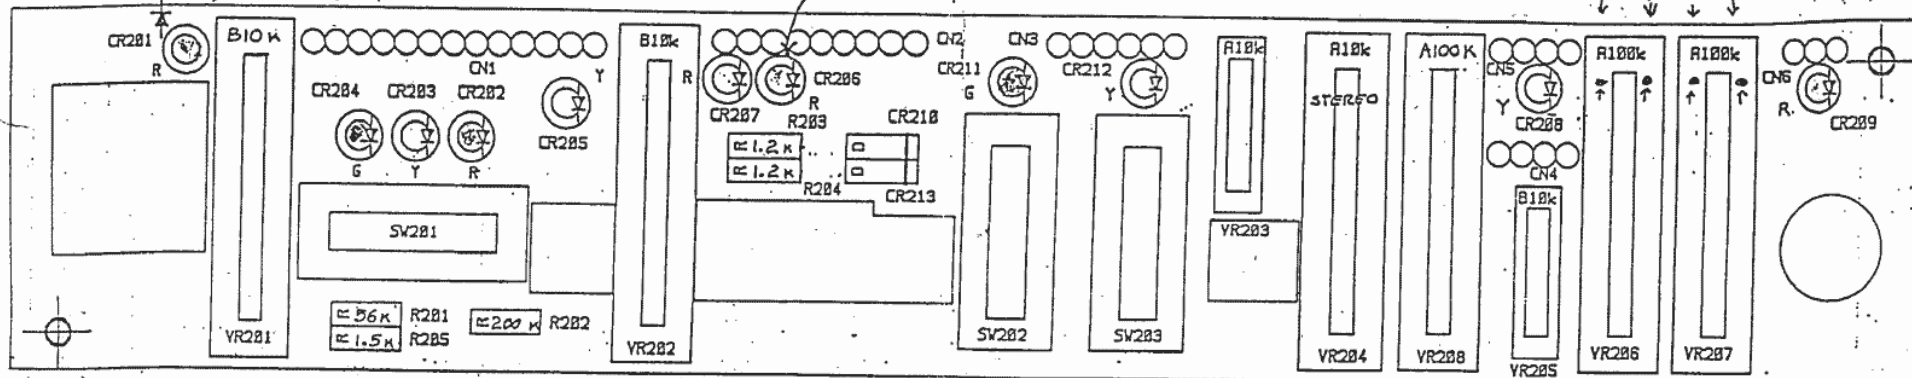 CR201
R
B10K
VR201
CN1
CR204
CR203
CR202
G
Y
R
Y
CR205
SW201
R 56K
R201
R 1.5K
R205
R 200 K
R202
B10k
VR202
R
CN2
CR207
CR206
R
R203
R 1.2K
R 1.2K
R204
CR210
D
D
CR213
CN3
CR211
G
CR212
Y
SW202
SW203
A10k
VR203
A10k
STEREO
VR204
A100K
VR208
CN5
Y
CR208
CN4
B10k
VR205
A100k
VR206
A100k
VR207
CN6
R
CR209